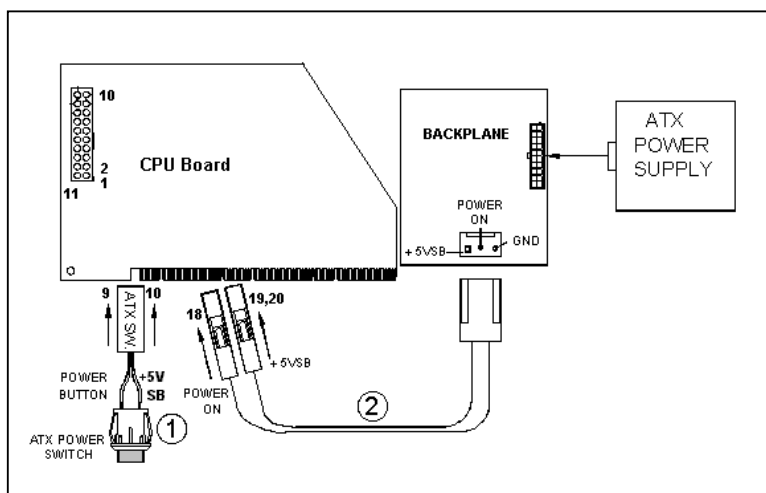 10
CPU Board
2
1
11
BACKPLANE
POWER
ON
+5VSB
GND
ATX
POWER
SUPPLY
9
10
ATX SW.
POWER
BUTTON
+5V
SB
1
ATX POWER
SWITCH
18
19,20
POWER
ON
+5VSB
2